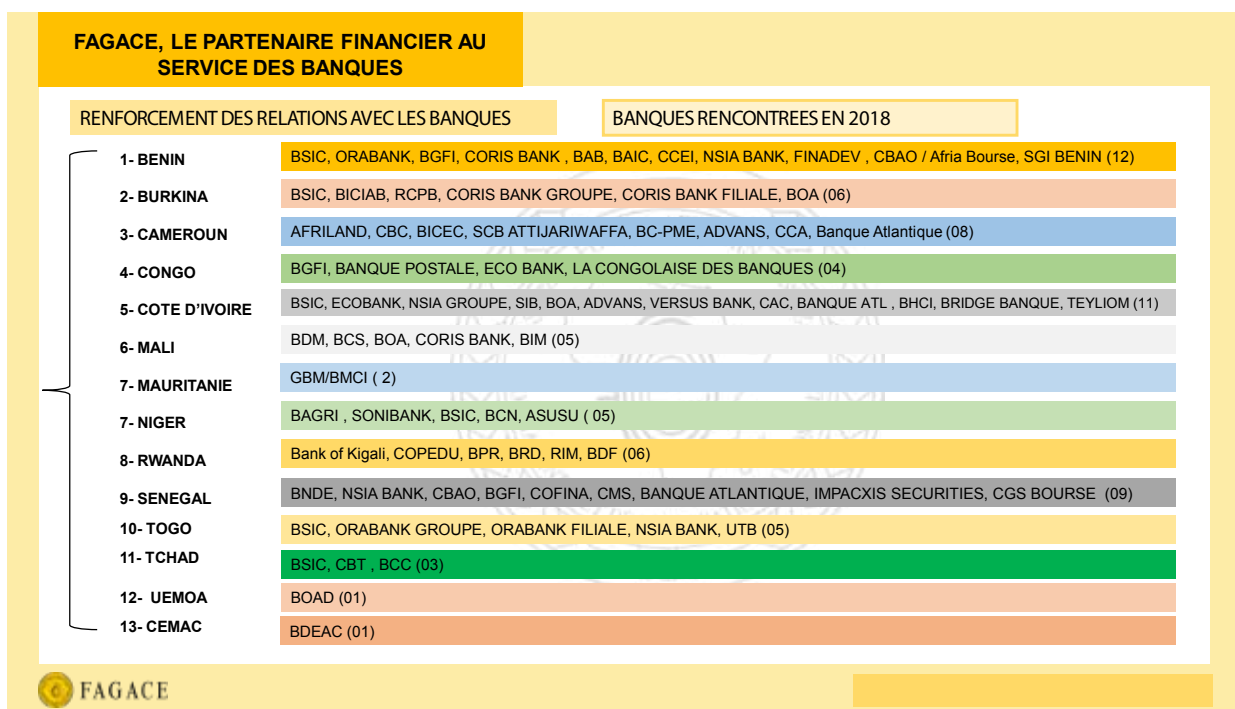 FAGACE, LE PARTENAIRE FINANCIER AU
SERVICE DES BANQUES
RENFORCEMENT DES RELATIONS AVEC LES BANQUES
BANQUES RENCONTREES EN 2018
1- BENIN
BSIC, ORABANK, BGFI, CORIS BANK , BAB, BAIC, CCEI, NSIA BANK, FINADEV , CBAO / Afria Bourse, SGI BENIN (12)
2- BURKINA
BSIC, BICIAB, RCPB, CORIS BANK GROUPE, CORIS BANK FILIALE, BOA (06)
3- CAMEROUN
AFRILAND, CBC, BICEC, SCB ATTIJARIWAFFA, BC-PME, ADVANS, CCA, Banque Atlantique (08)
4- CONGO
BGFI, BANQUE POSTALE, ECO BANK, LA CONGOLAISE DES BANQUES (04)
5- COTE D'IVOIRE
BSIC, ECOBANK, NSIA GROUPE, SIB, BOA, ADVANS, VERSUS BANK, CAC, BANQUE ATL , BHCI, BRIDGE BANQUE, TEYLIOM (11)
6- MALI
BDM, BCS, BOA, CORIS BANK, BIM (05)
7- MAURITANIE
GBM/BMCI ( 2)
7- NIGER
BAGRI , SONIBANK, BSIC, BCN, ASUSU ( 05)
8- RWANDA
Bank of Kigali, COPEDU, BPR, BRD, RIM, BDF (06)
9- SENEGAL
BNDE, NSIA BANK, CBAO, BGFI, COFINA, CMS, BANQUE ATLANTIQUE, IMPACXIS SECURITIES, CGS BOURSE (09)
10- TOGO
BSIC, ORABANK GROUPE, ORABANK FILIALE, NSIA BANK, UTB (05)
11- TCHAD
BSIC, CBT , BCC (03)
12- UEMOA
BOAD (01)
13- CEMAC
BDEAC (01)
FAGACE